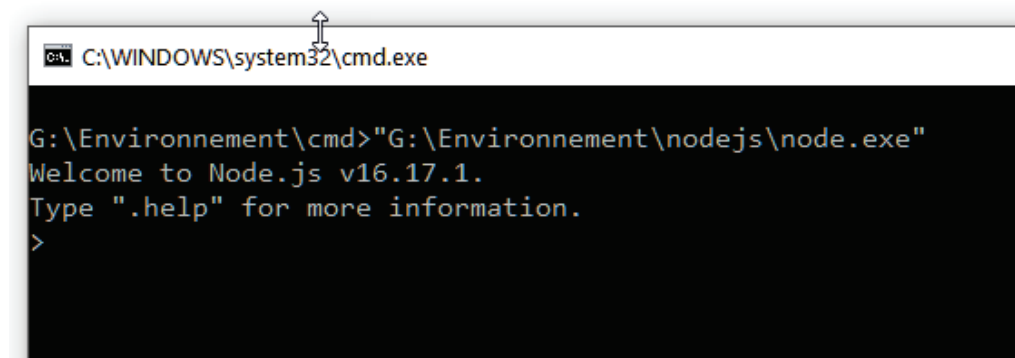 C:\WINDOWS\system32\cmd.exe
G:\Environnement\cmd>"G:\Environnement\nodejs\node.exe"
Welcome to Node.js v16.17.1.
Type ".help" for more information.
>